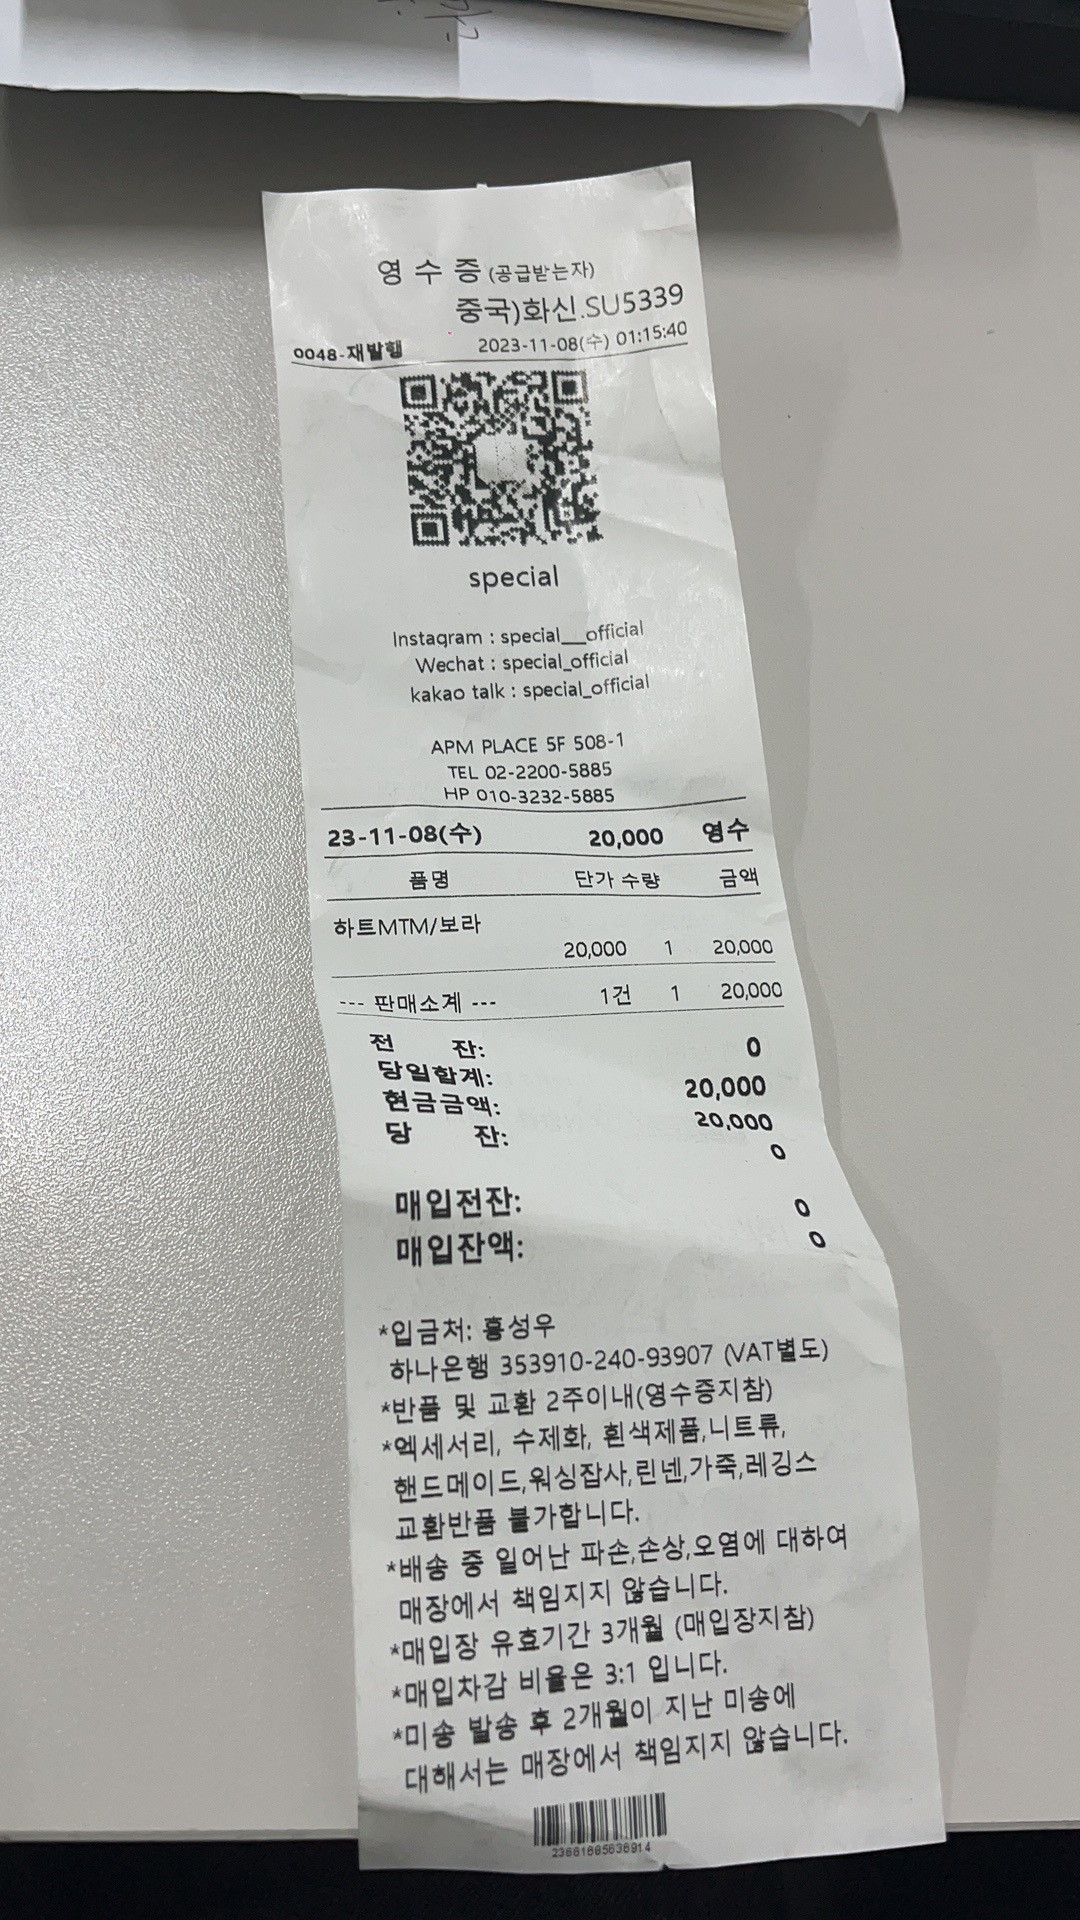 영 수 증 (공급받는자)
중국)화신.SU5339
0048-재발행 2023-11-08(수) 01:15:40
special
Instagram : special__official
Wechat : special_official
kakao talk : special_official
APM PLACE 5F 508-1
TEL 02-2200-5885
HP 010-3232-5885
23-11-08(수) 20,000 영수
품명 단가 수량 금액
하트MTM/보라
20,000 1 20,000
--- 판매소계 --- 1건 1 20,000
전 잔: 0
당일합계: 20,000
현금금액: 20,000
당 잔: 0
매입전잔: 0
매입잔액: 0
*입금처: 홍성우
하나은행 353910-240-93907 (VAT별도)
*반품 및 교환 2주이내(영수증지참)
*엑세서리, 수제화, 흰색제품,니트류,
핸드메이드,워싱잡사,린넨,가죽,레깅스
교환반품 불가합니다.
*배송 중 일어난 파손,손상,오염에 대하여
매장에서 책임지지 않습니다.
*매입장 유효기간 3개월 (매입장지참)
*매입차감 비율은 3:1 입니다.
*미송 발송 후 2개월이 지난 미송에
대해서는 매장에서 책임지지 않습니다.
23661685636914